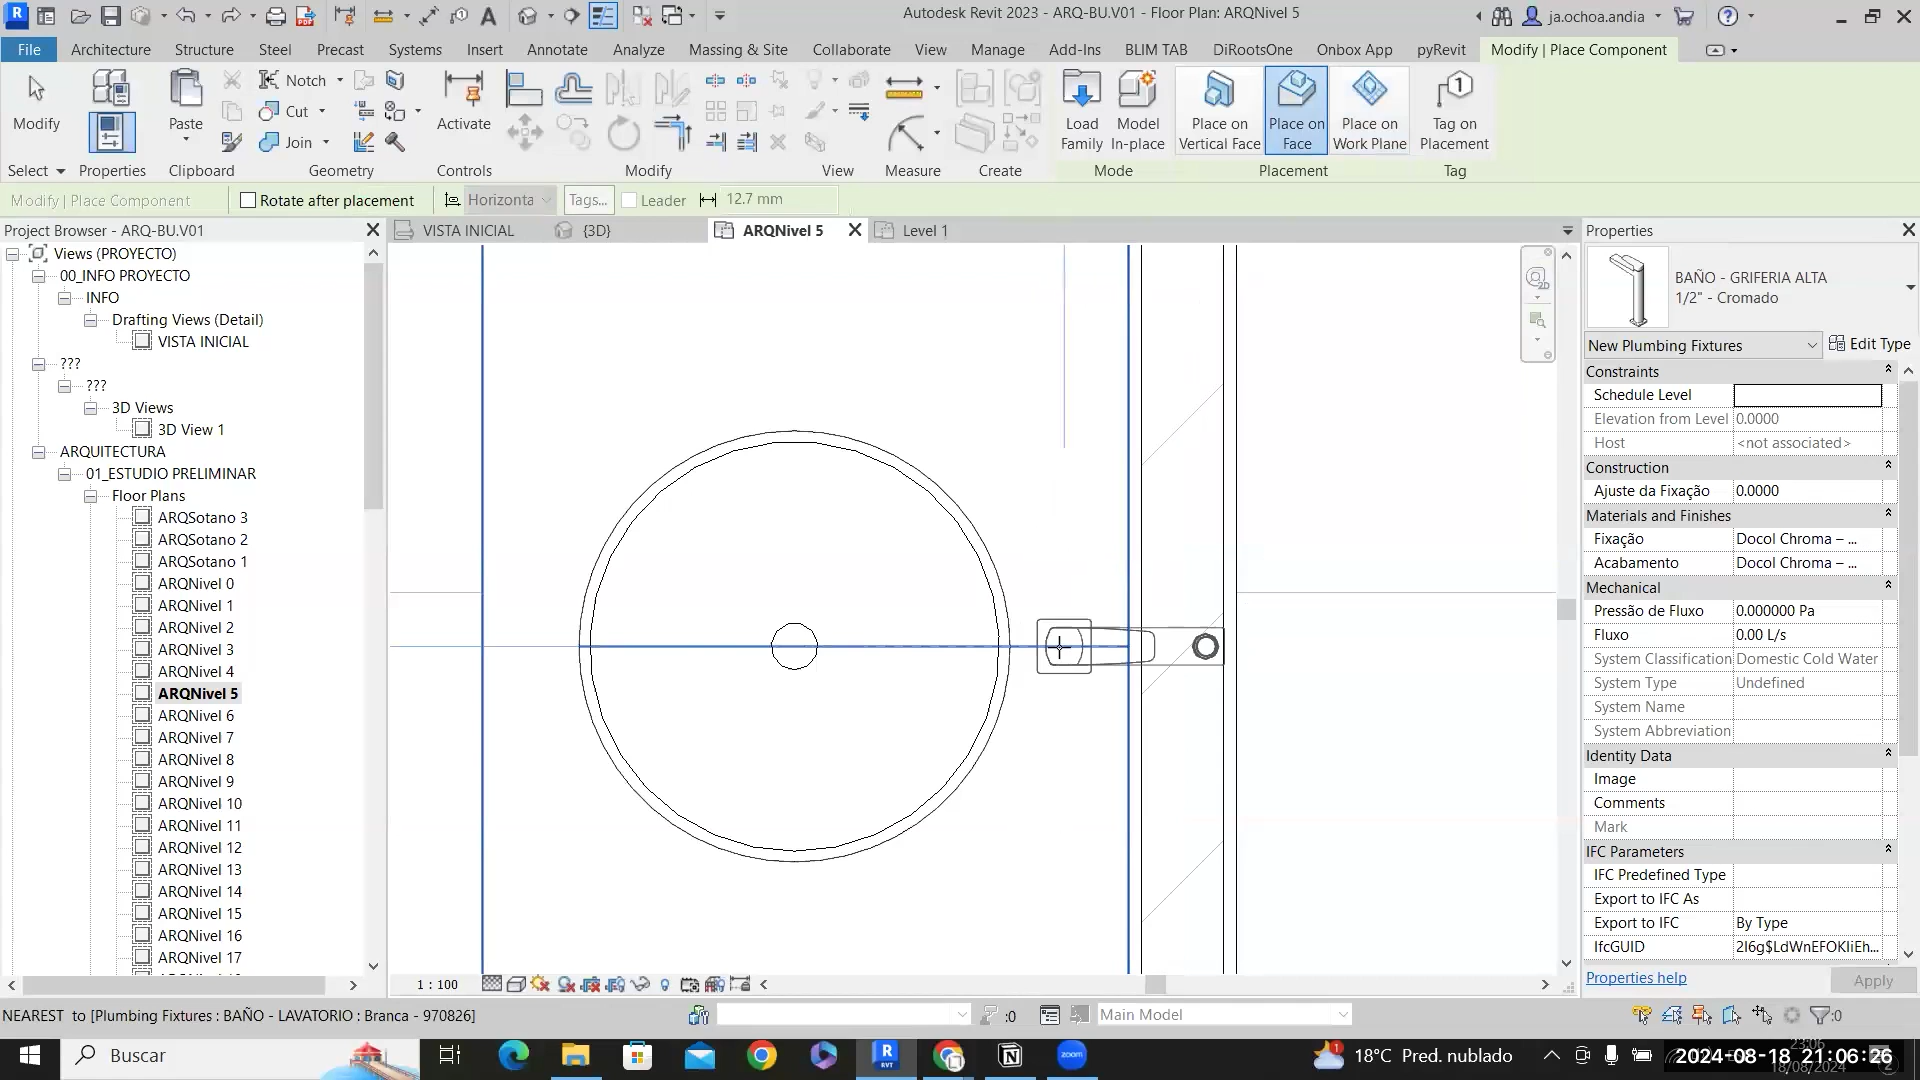 Autodesk Revit 2023 - ARQ-BU.V01 - Floor Plan: ARQNivel 5
ja.ochoa.andia
File Architecture Structure Steel Precast Systems Insert Annotate Analyze Massing & Site Collaborate View Manage Add-Ins BLIM TAB DiRootsOne Onbox App pyRevit Modify | Place Component
Modify
Paste
Notch
Cut
Join
Activate
Load Family
Model In-place
Place on Vertical Face
Place on Face
Place on Work Plane
Tag on Placement
Select Properties Clipboard Geometry Controls Modify View Measure Create Mode Placement Tag
Modify | Place Component
Rotate after placement
Horizonta
Tags...
Leader
12.7 mm
Project Browser - ARQ-BU.V01
VISTA INICIAL
{3D}
ARQNivel 5
Level 1
Properties
Views (PROYECTO)
00_INFO PROYECTO
INFO
Drafting Views (Detail)
VISTA INICIAL
???
???
3D Views
3D View 1
ARQUITECTURA
01_ESTUDIO PRELIMINAR
Floor Plans
ARQSotano 3
ARQSotano 2
ARQSotano 1
ARQNivel 0
ARQNivel 1
ARQNivel 2
ARQNivel 3
ARQNivel 4
ARQNivel 5
ARQNivel 6
ARQNivel 7
ARQNivel 8
ARQNivel 9
ARQNivel 10
ARQNivel 11
ARQNivel 12
ARQNivel 13
ARQNivel 14
ARQNivel 15
ARQNivel 16
ARQNivel 17
2D
BAÑO - GRIFERIA ALTA
1/2" - Cromado
New Plumbing Fixtures
Edit Type
Constraints
Schedule Level
Elevation from Level 0.0000
Host <not associated>
Construction
Ajuste da Fixação 0.0000
Materials and Finishes
Fixação Docol Chroma – ...
Acabamento Docol Chroma – ...
Mechanical
Pressão de Fluxo 0.000000 Pa
Fluxo 0.00 L/s
System Classification Domestic Cold Water
System Type Undefined
System Name
System Abbreviation
Identity Data
Image
Comments
Mark
IFC Parameters
IFC Predefined Type
Export to IFC As
Export to IFC By Type
IfcGUID 2I6g$LdWnEFOKIiEh...
Properties help
Apply
1 : 100
NEAREST to [Plumbing Fixtures : BAÑO - LAVATORIO : Branca - 970826]
:0
Main Model
:0
Buscar
zoom
18°C Pred. nublado
23:06
2024-08-18 21:06:26
18/08/2024